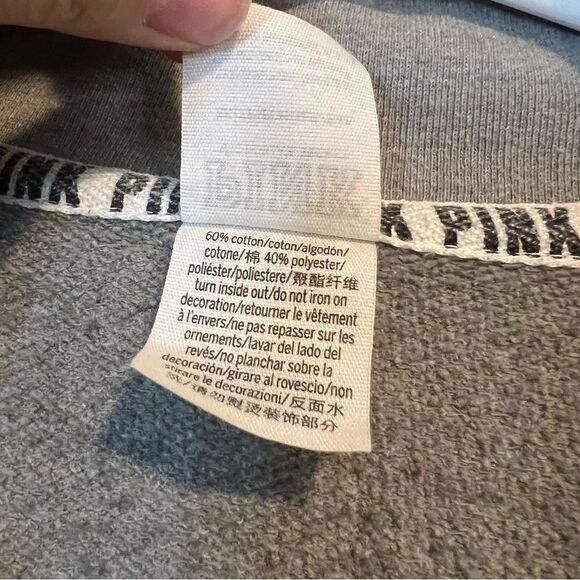 PINK PINK PINK
60% cotton/coton/algodón/
cotone/棉 40% polyester/
poliéster/poliestere/聚酯纤维
turn inside out/do not iron on
decoration/retourner le vêtement
à l'envers/ne pas repasser sur les
ornements/lavar del lado del
revés/no planchar sobre la
decoración/girare al rovescio/non
stirare le decorazioni/反面水
洗/请勿熨烫装饰部分